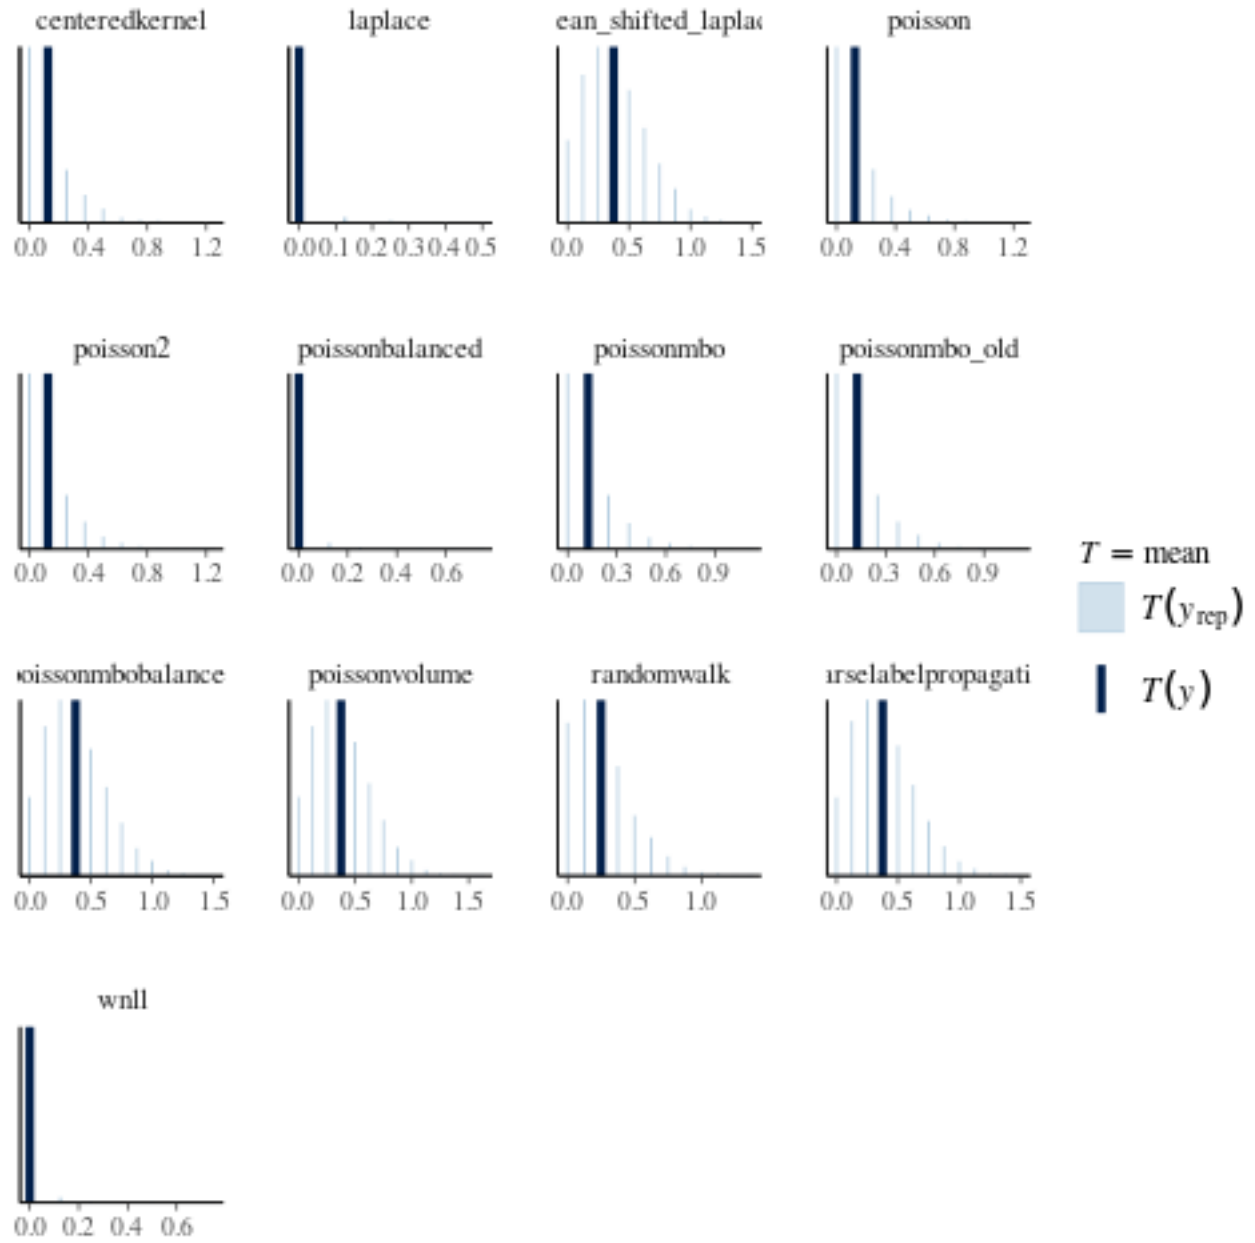 centeredkernel
laplace
ean_shifted_laplac
poisson
0.0 0.4 0.8 1.2
0.0 0.1 0.2 0.3 0.4 0.5
0.0 0.5 1.0 1.5
0.0 0.4 0.8 1.2
poisson2
poissonbalanced
poissonmbo
poissonmbo_old
0.0 0.4 0.8 1.2
0.0 0.2 0.4 0.6
0.0 0.3 0.6 0.9
0.0 0.3 0.6 0.9
T = mean
T(yrep)
T(y)
oissonmbobalance
poissonvolume
randomwalk
arselabelpropagati
0.0 0.5 1.0 1.5
0.0 0.5 1.0 1.5
0.0 0.5 1.0
0.0 0.5 1.0 1.5
wnll
0.0 0.2 0.4 0.6